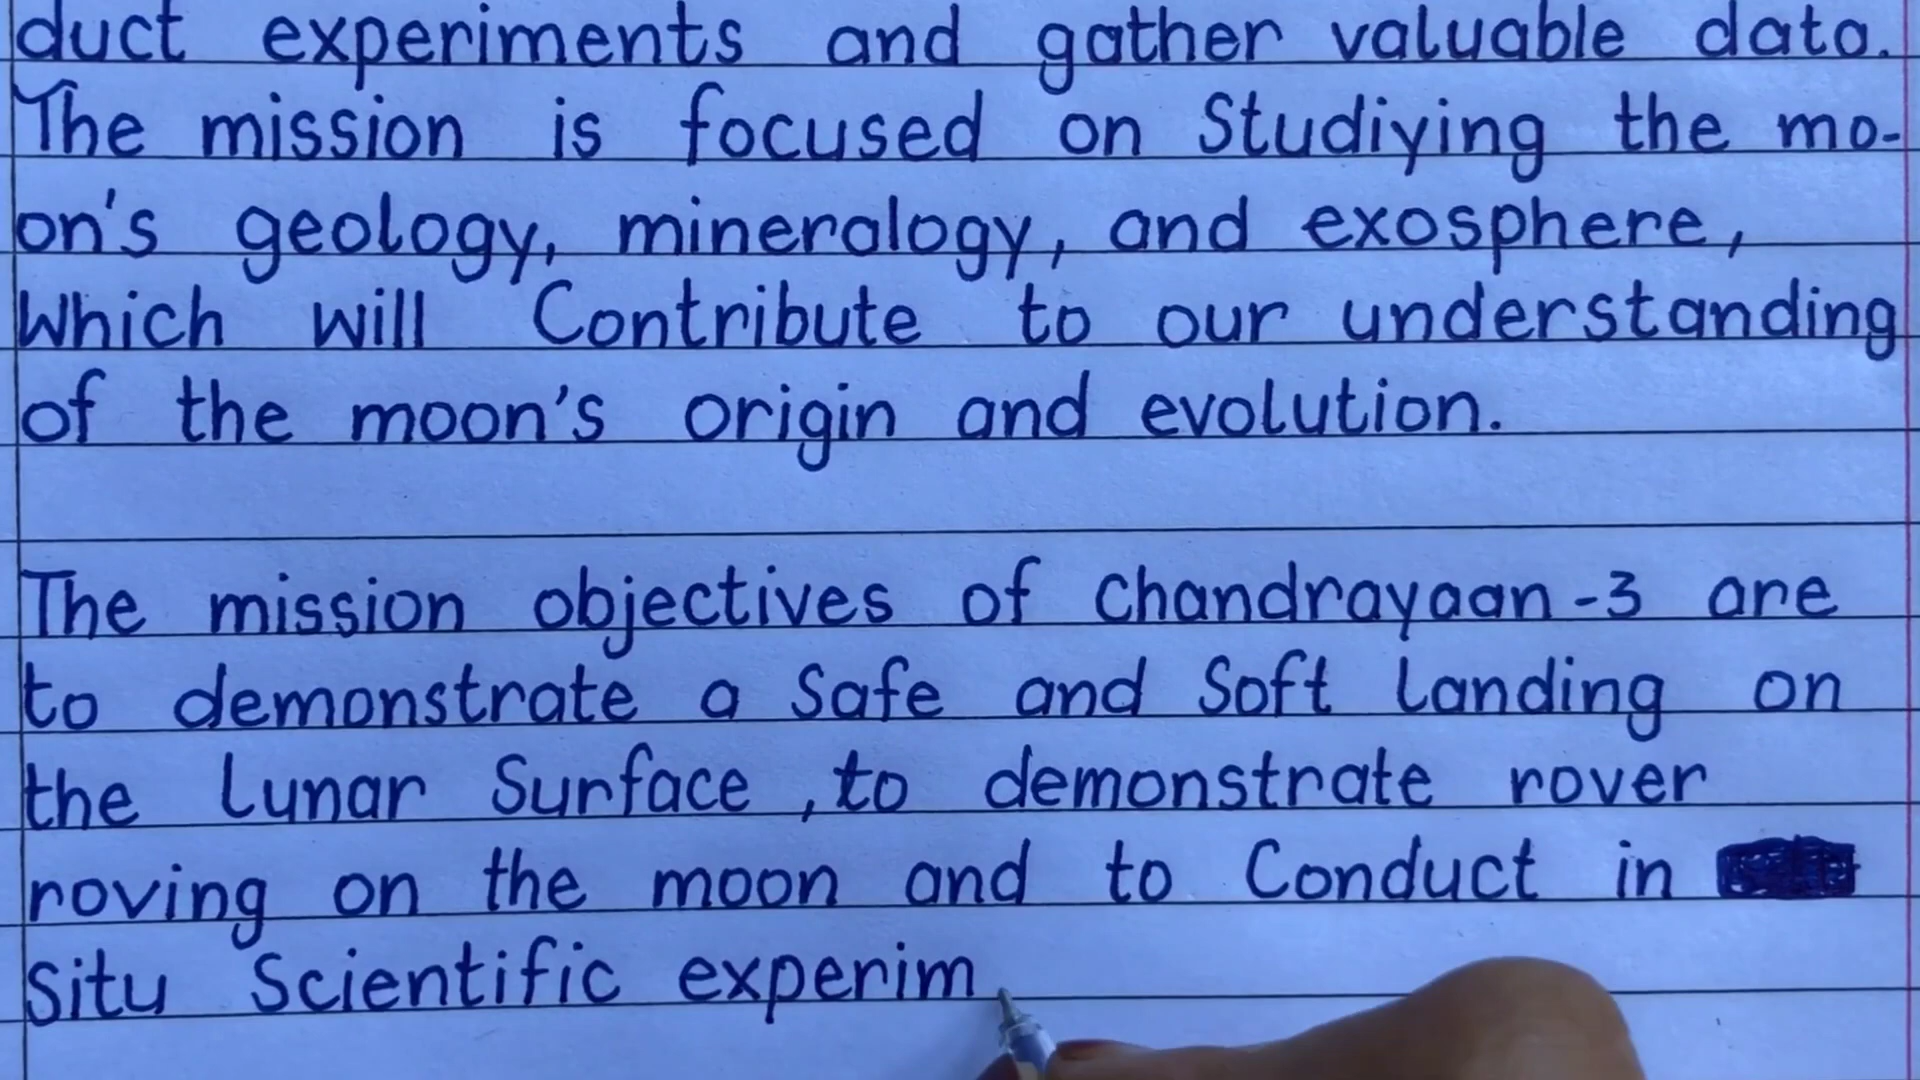 duct experiments and gather valuable data.
The mission is focused on Studiying the mo-
on's geology, mineralogy, and exosphere,
Which will Contribute to our understanding
of the moon's origin and evolution.
The mission objectives of Chandrayaan-3 are
to demonstrate a Safe and Soft Landing on
the Lunar Surface, to demonstrate rover
roving on the moon and to Conduct in
Situ Scientific experim